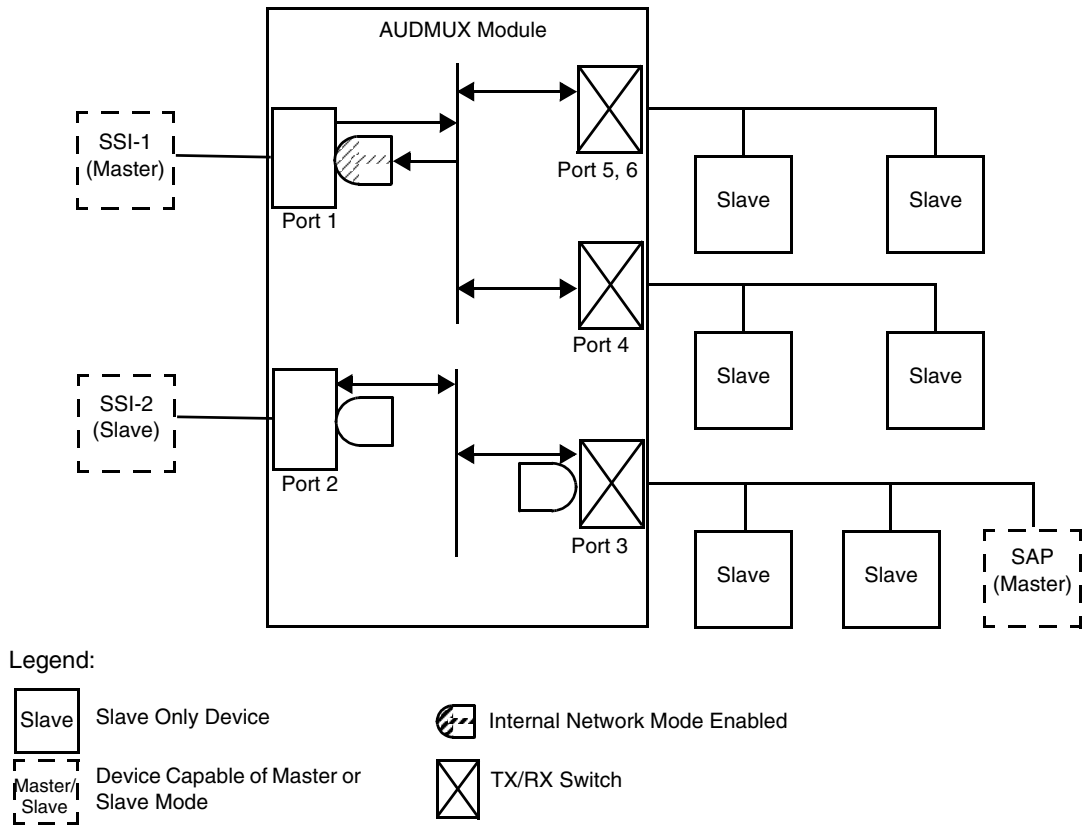 AUDMUX Module
SSI-1
(Master)
Port 1
Port 5, 6
Slave
Slave
Port 4
Slave
Slave
SSI-2
(Slave)
Port 2
Port 3
Slave
Slave
SAP
(Master)
Legend:
Slave
Slave Only Device
Internal Network Mode Enabled
Master/
Slave
Device Capable of Master or
Slave Mode
TX/RX Switch